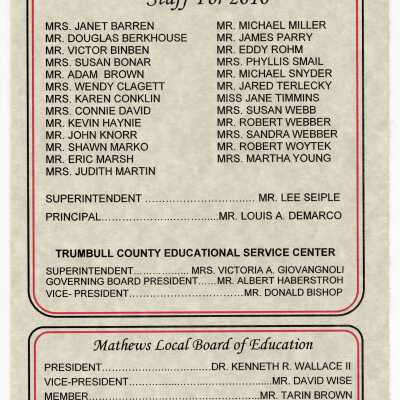 Staff For 2010
MRS. JANET BARREN
MR. DOUGLAS BERKHOUSE
MR. VICTOR BINBEN
MRS. SUSAN BONAR
MR. ADAM BROWN
MRS. WENDY CLAGETT
MRS. KAREN CONKLIN
MRS. CONNIE DAVID
MR. KEVIN HAYNIE
MR. JOHN KNORR
MR. SHAWN MARKO
MR. ERIC MARSH
MRS. JUDITH MARTIN
MR. MICHAEL MILLER
MR. JAMES PARRY
MR. EDDY ROHM
MRS. PHYLLIS SMAIL
MR. MICHAEL SNYDER
MR. JARED TERLECKY
MISS JANE TIMMINS
MRS. SUSAN WEBB
MR. ROBERT WEBBER
MRS. SANDRA WEBBER
MR. ROBERT WOYTEK
MRS. MARTHA YOUNG
SUPERINTENDENT ........................ MR. LEE SEIPLE
PRINCIPAL..........................MR. LOUIS A. DEMARCO
TRUMBULL COUNTY EDUCATIONAL SERVICE CENTER
SUPERINTENDENT................ MRS. VICTORIA A. GIOVANGNOLI
GOVERNING BOARD PRESIDENT......MR. ALBERT HABERSTROH
VICE- PRESIDENT..........................MR. DONALD BISHOP
Mathews Local Board of Education
PRESIDENT........................DR. KENNETH R. WALLACE II
VICE-PRESIDENT................................MR. DAVID WISE
MEMBER........................................MR. TARIN BROWN